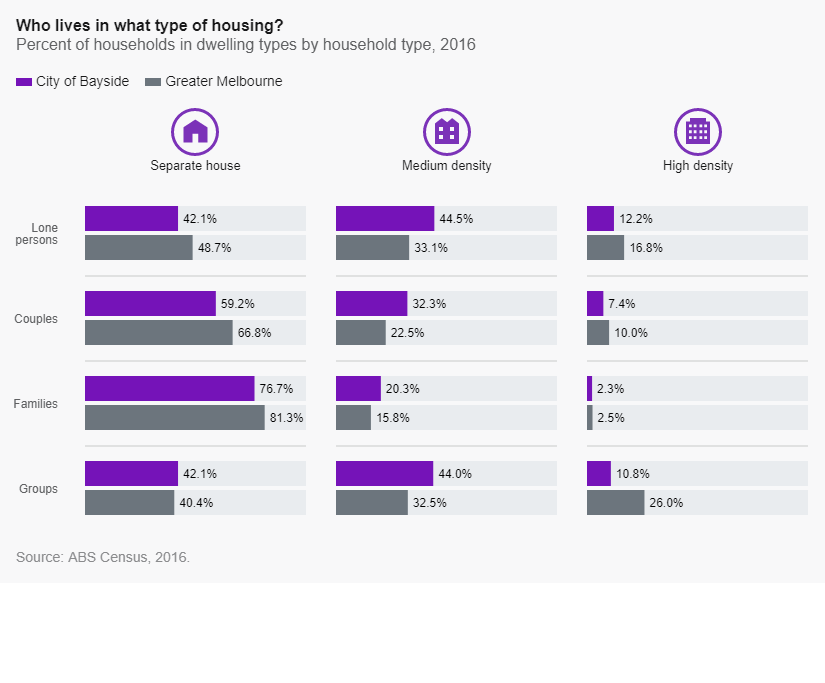 Who lives in what type of housing?
Percent of households in dwelling types by household type, 2016
City of Bayside Greater Melbourne
Separate house Medium density High density
Lone
persons
42.1% 44.5% 12.2%
48.7% 33.1% 16.8%
Couples
59.2% 32.3% 7.4%
66.8% 22.5% 10.0%
Families
76.7% 20.3% 2.3%
81.3% 15.8% 2.5%
Groups
42.1% 44.0% 10.8%
40.4% 32.5% 26.0%
Source: ABS Census, 2016.